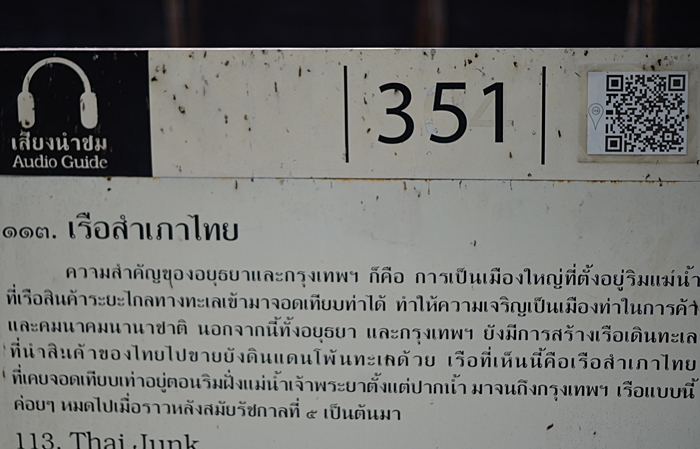 เสียงนำชม
Audio Guide
351
๑๑๓. เรือสำเภาไทย
ความสำคัญของอยุธยาและกรุงเทพฯ ก็คือ การเป็นเมืองใหญ่ที่ตั้งอยู่ริมแม่น้ำ
ที่เรือสินค้าระยะไกลทางทะเลเข้ามาจอดเทียบท่าได้ ทำให้ความเจริญเป็นเมืองท่าในการค้า
และคมนาคมนานาชาติ นอกจากนี้ทั้งอยุธยา และกรุงเทพฯ ยังมีการสร้างเรือเดินทะเล
ที่นำสินค้าของไทยไปขายยังดินแดนโพ้นทะเลด้วย เรือที่เห็นนี้คือเรือสำเภาไทย
ที่เคยจอดเทียบเท่าอยู่ตอนริมฝั่งแม่น้ำเจ้าพระยาตั้งแต่ปากน้ำ มาจนถึงกรุงเทพฯ เรือแบบนี้
ค่อยๆ หมดไปเมื่อราวหลังสมัยรัชกาลที่ ๕ เป็นต้นมา
113. Thai Junk